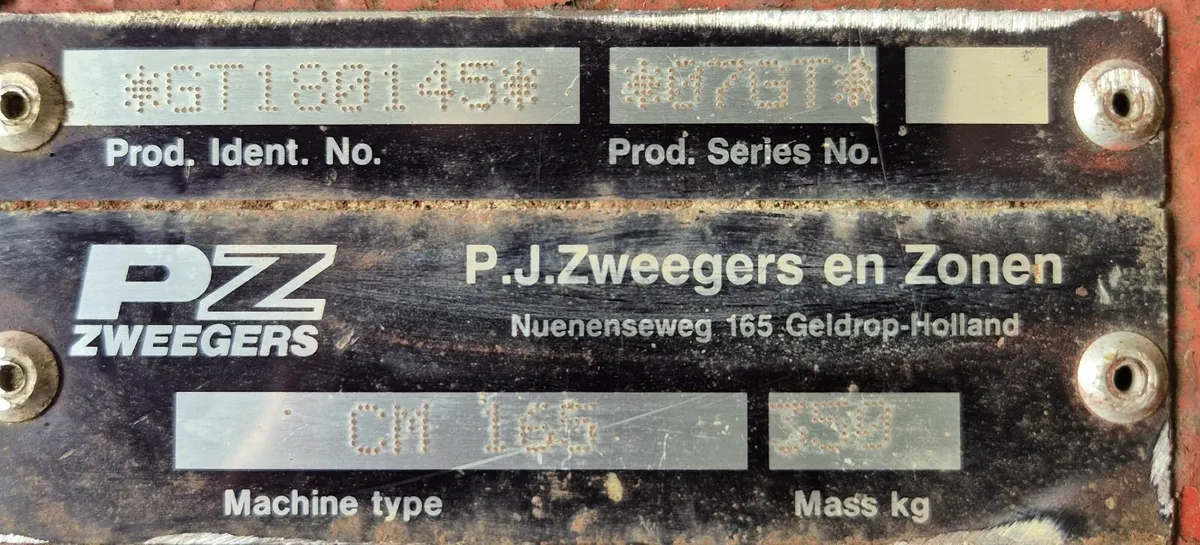 *GT180145* *07GT*
Prod. Ident. No. Prod. Series No.
PZ
ZWEEGERS
P.J.Zweegers en Zonen
Nuenenseweg 165 Geldrop-Holland
CM 165 350
Machine type Mass kg